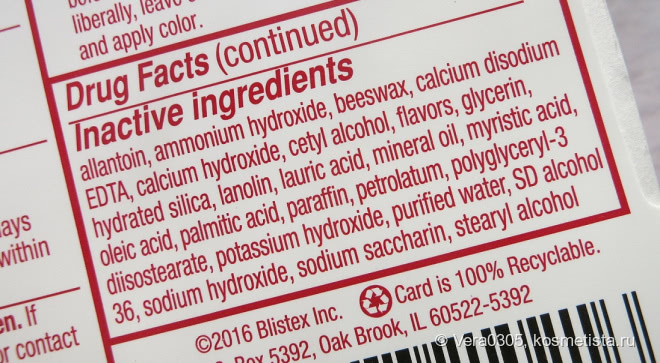 liberally, leave
and apply color.
Drug Facts (continued)
Inactive ingredients
allantoin, ammonium hydroxide, beeswax, calcium disodium
EDTA, calcium hydroxide, cetyl alcohol, flavors, glycerin,
hydrated silica, lanolin, lauric acid, mineral oil, myristic acid,
oleic acid, palmitic acid, paraffin, petrolatum, polyglyceryl-3
diisostearate, potassium hydroxide, purified water, SD alcohol
36, sodium hydroxide, sodium saccharin, stearyl alcohol
within
If
contact
©2016 Blistex Inc. Card is 100% Recyclable.
Box 5392, Oak Brook, IL 60522-5392
© Vera0305, kosmetista.ru